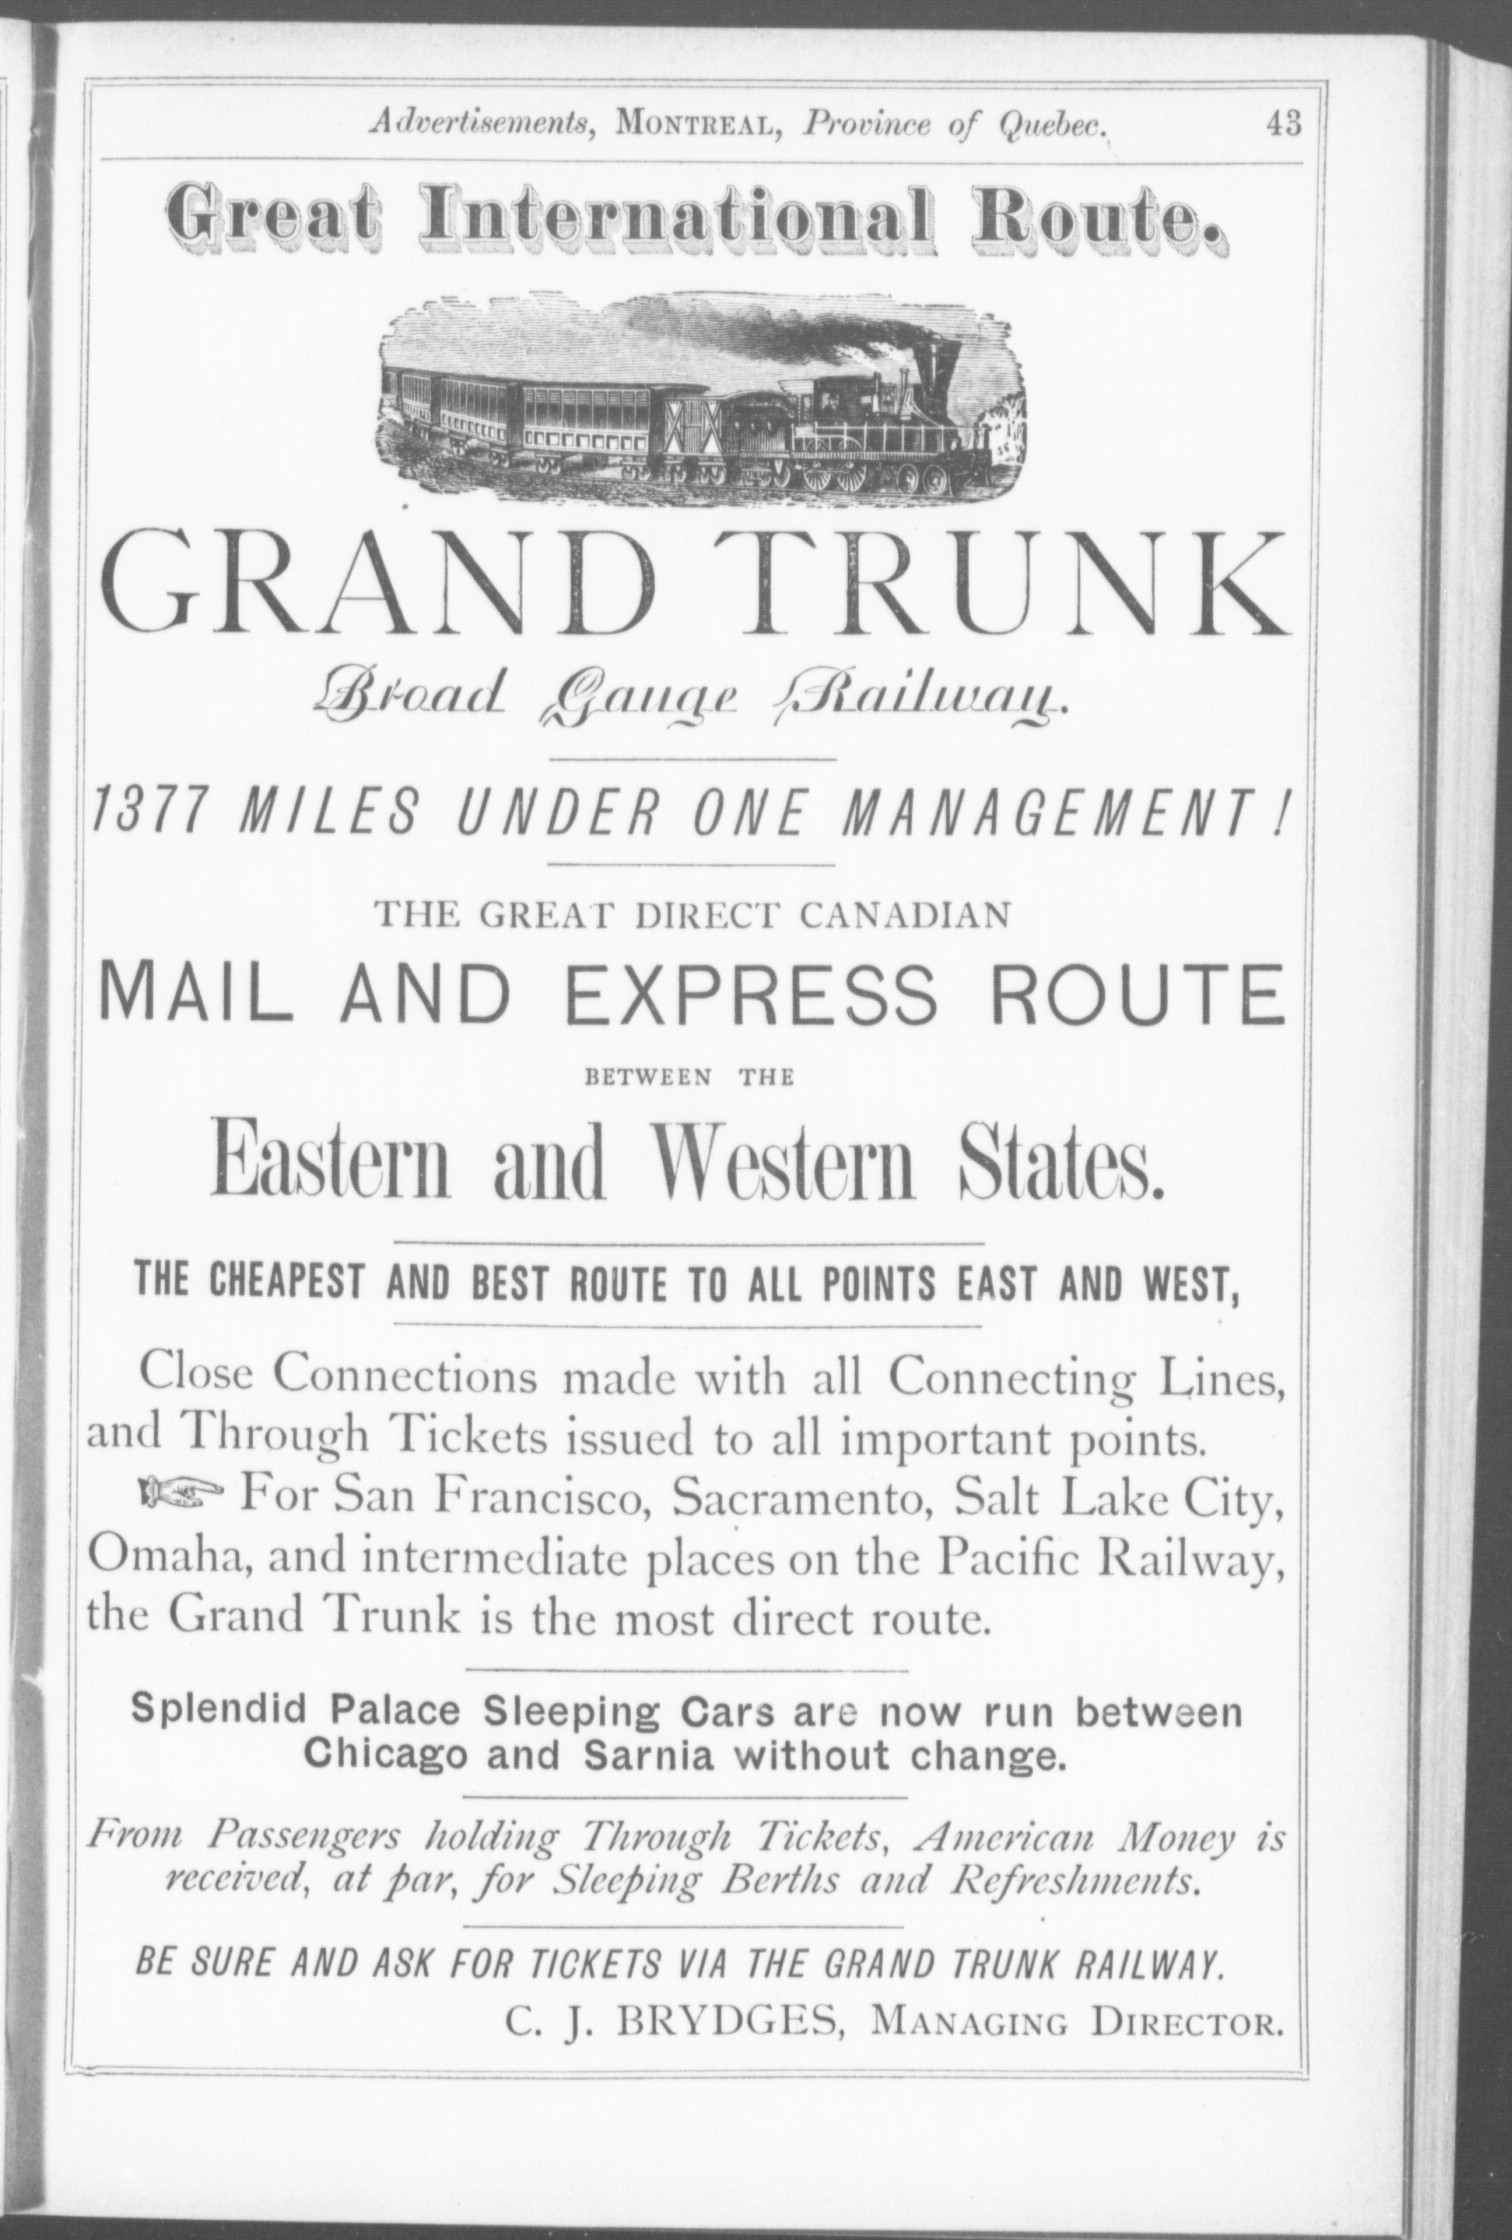 Advertisements, MONTREAL, Province of Quebec. 43
Great International Route.
GRAND TRUNK
Broad Gauge Railway.
1377 MILES UNDER ONE MANAGEMENT!
THE GREAT DIRECT CANADIAN
MAIL AND EXPRESS ROUTE
BETWEEN THE
Eastern and Western States.
THE CHEAPEST AND BEST ROUTE TO ALL POINTS EAST AND WEST,
Close Connections made with all Connecting Lines,
and Through Tickets issued to all important points.
☞ For San Francisco, Sacramento, Salt Lake City,
Omaha, and intermediate places on the Pacific Railway,
the Grand Trunk is the most direct route.
Splendid Palace Sleeping Cars are now run between
Chicago and Sarnia without change.
From Passengers holding Through Tickets, American Money is
received, at par, for Sleeping Berths and Refreshments.
BE SURE AND ASK FOR TICKETS VIA THE GRAND TRUNK RAILWAY.
C. J. BRYDGES, MANAGING DIRECTOR.